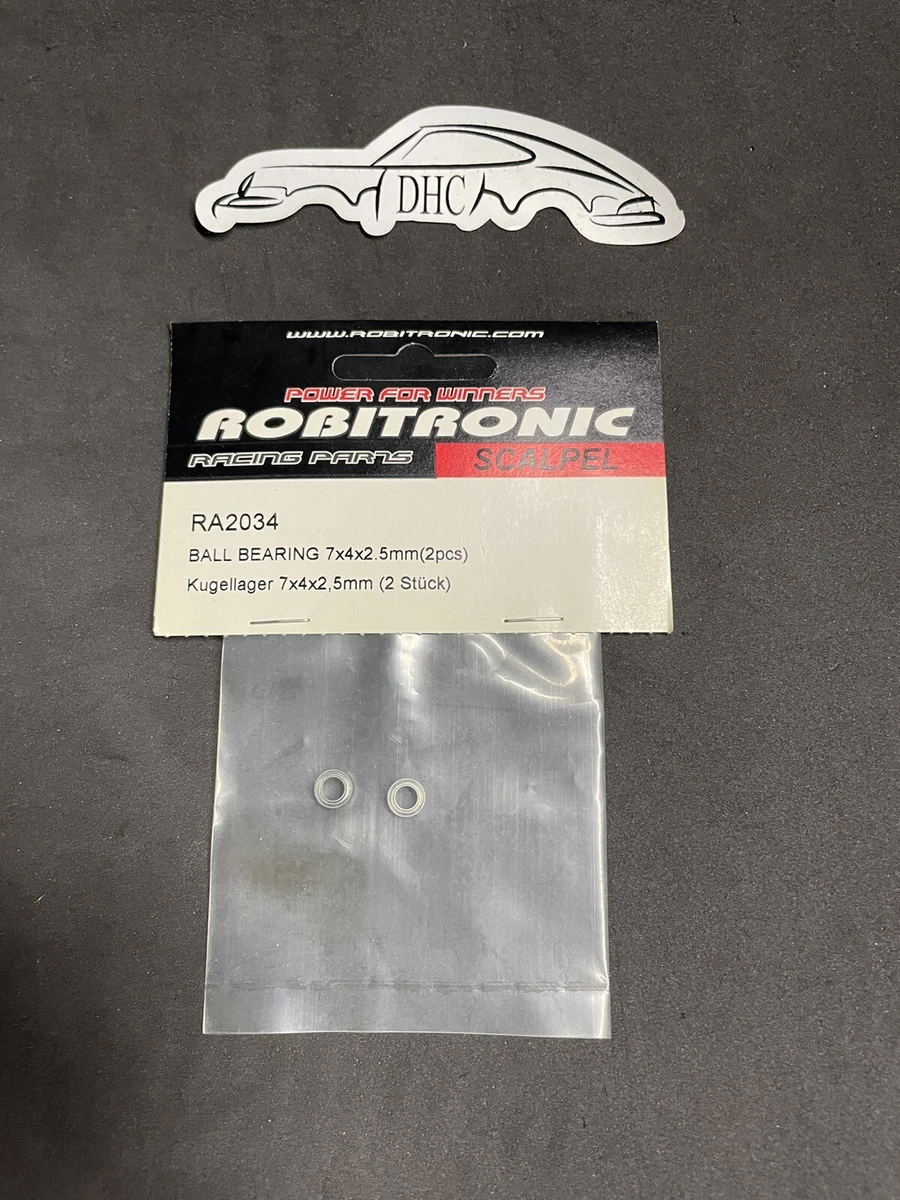 DHC
WWW.ROBITRONIC.COM
POWER FOR WINNERS
ROBITRONIC
RACING PARTS SCALPEL
RA2034
BALL BEARING 7x4x2.5mm(2pcs)
Kugellager 7x4x2,5mm (2 Stück)